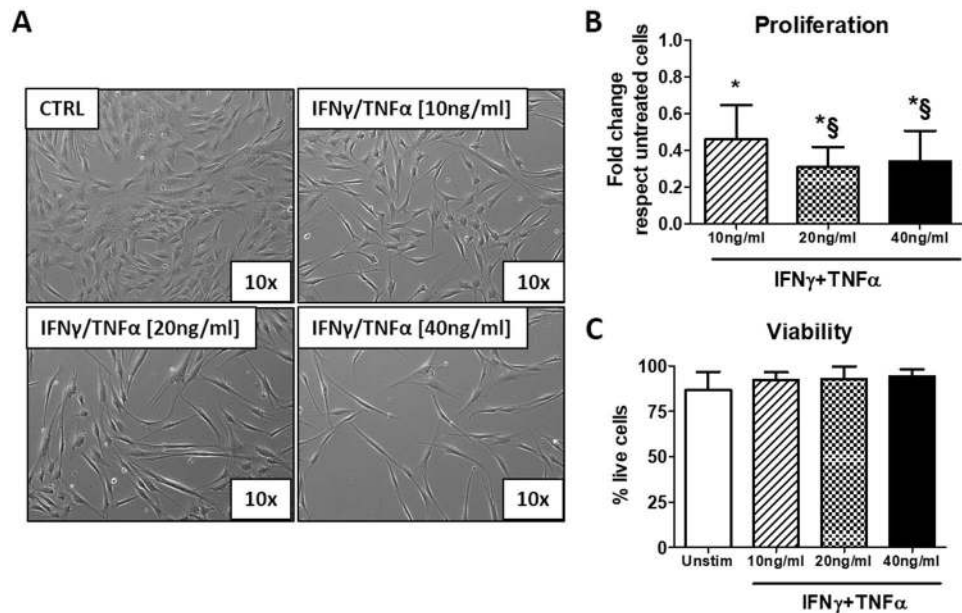 A
CTRL
10x
IFNγ/TNFα [10ng/ml]
10x
IFNγ/TNFα [20ng/ml]
10x
IFNγ/TNFα [40ng/ml]
10x
B
Proliferation
Fold change
respect untreated cells
1.0
0.8
0.6
0.4
0.2
0.0
*
*§
*§
10ng/ml 20ng/ml 40ng/ml
IFNγ+TNFα
C
Viability
% live cells
100
75
50
25
0
Unstim 10ng/ml 20ng/ml 40ng/ml
IFNγ+TNFα